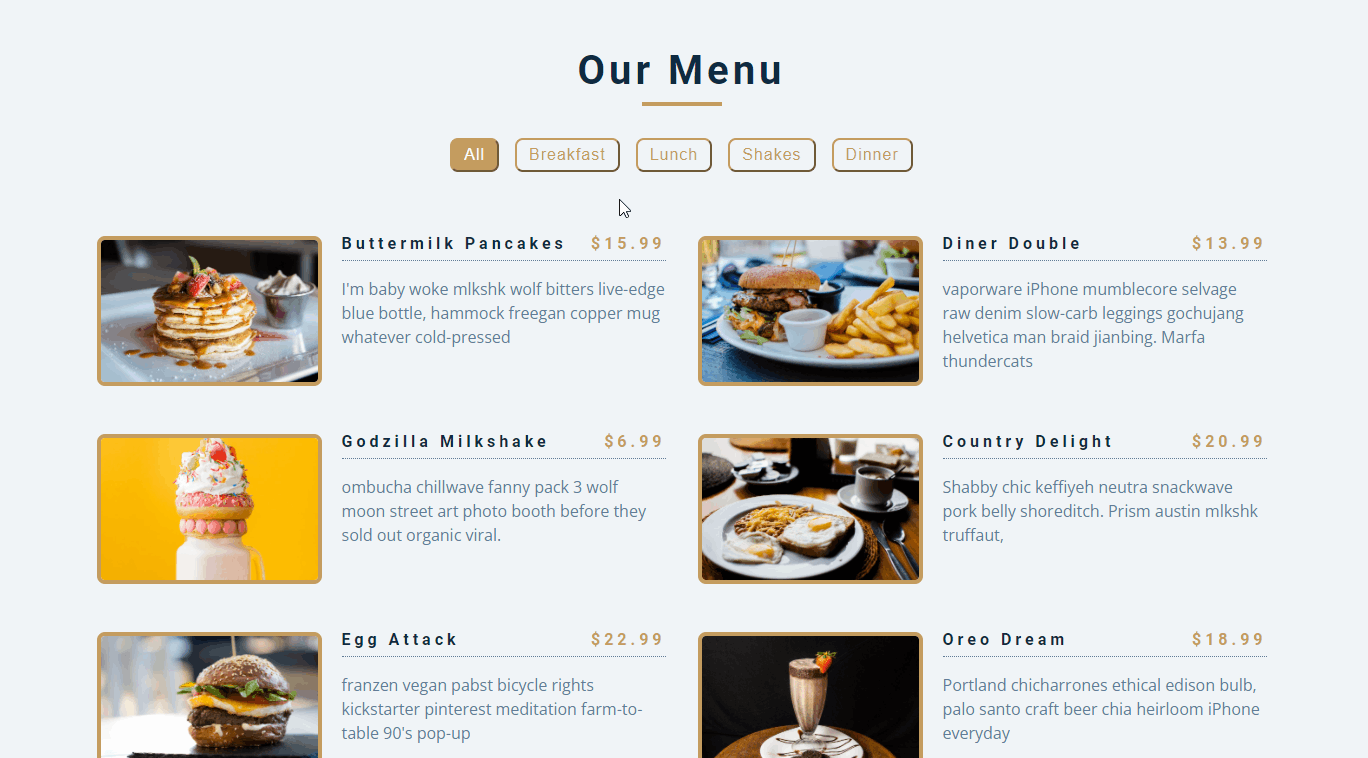 Our Menu
All Breakfast Lunch Shakes Dinner
Buttermilk Pancakes $15.99
I'm baby woke mlkshk wolf bitters live-edge
blue bottle, hammock freegan copper mug
whatever cold-pressed
Diner Double $13.99
vaporware iPhone mumblecore selvage
raw denim slow-carb leggings gochujang
helvetica man braid jianbing. Marfa
thundercats
Godzilla Milkshake $6.99
ombucha chillwave fanny pack 3 wolf
moon street art photo booth before they
sold out organic viral.
Country Delight $20.99
Shabby chic keffiyeh neutra snackwave
pork belly shoreditch. Prism austin mlkshk
truffaut,
Egg Attack $22.99
franzen vegan pabst bicycle rights
kickstarter pinterest meditation farm-to-
table 90's pop-up
Oreo Dream $18.99
Portland chicharrones ethical edison bulb,
palo santo craft beer chia heirloom iPhone
everyday